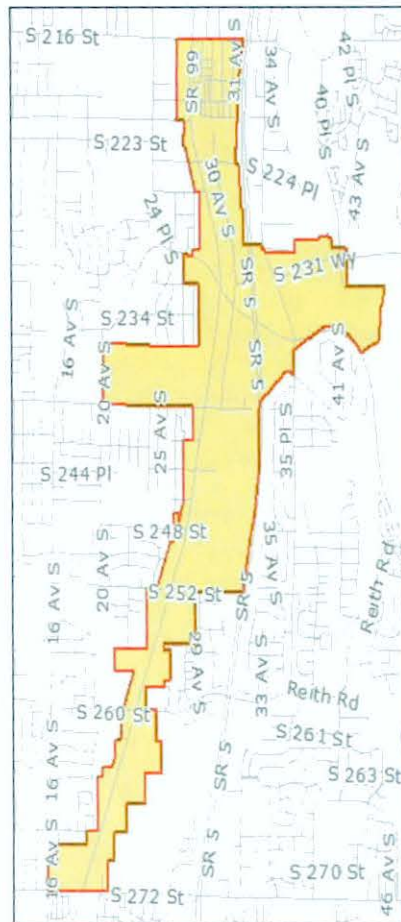 S 216 St
SR 99
31 Av S
34 Av S
42 Pl S
40 Pl S
43 Av S
S 223 St
30 Av S
S 224 Pl
24 Pl S
SR S
S 231 Wy
16 Av S
S 234 St
20 Av S
SR S
41 Av S
25 Av S
35 Pl S
S 244 Pl
S 248 St
35 Av S
Reith Rd
16 Av S
20 Av S
S 252 St
SR S
29 Av S
33 Av S
Reith Rd
16 Av S
S 260 St
S 261 St
SR S
S 263 St
16 Av S
SR S
S 270 St
46 Av S
S 272 St